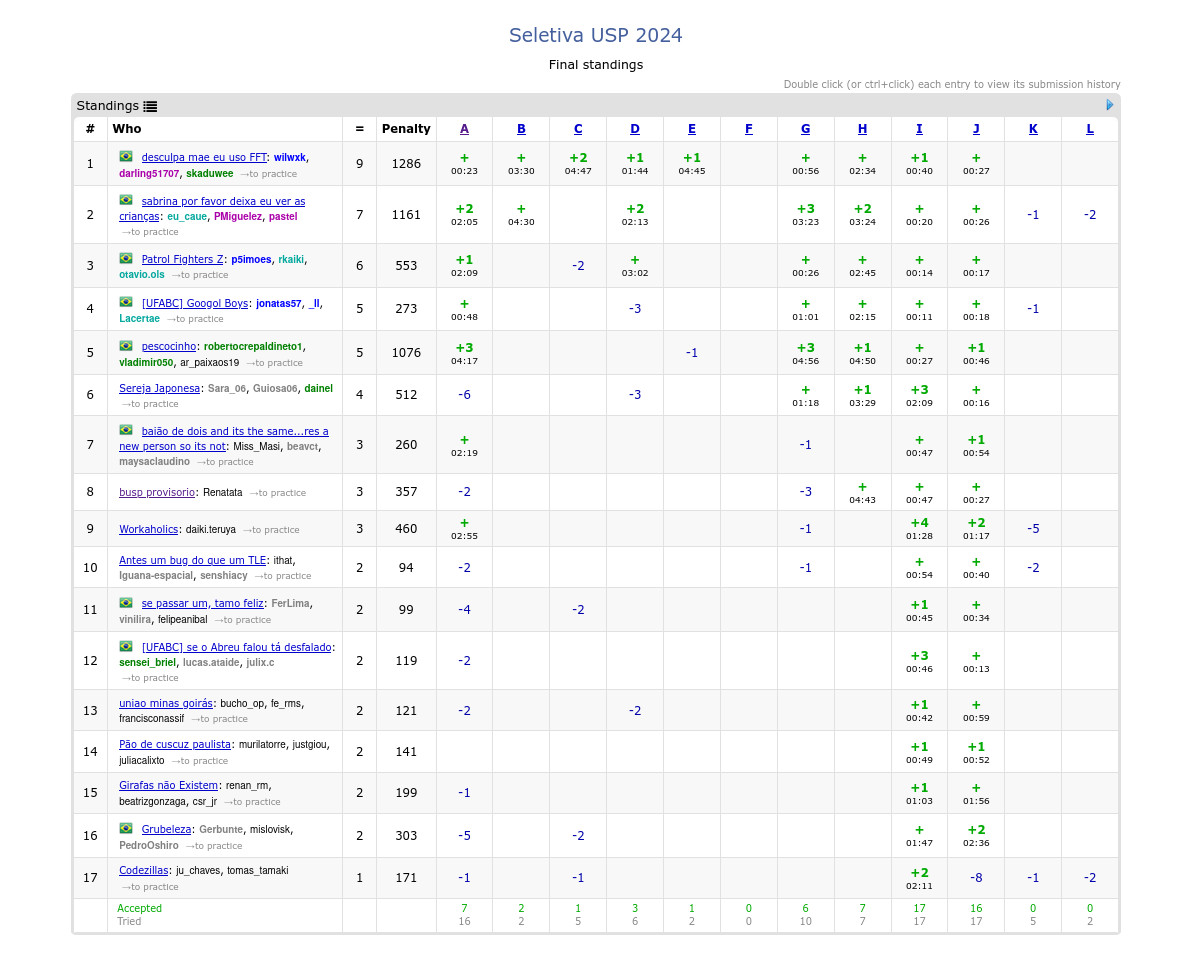 Seletiva USP 2024
Final standings
Double click (or ctrl+click) each entry to view its submission history
Standings
# Who = Penalty A B C D E F G H I J K L
1 desculpa mae eu uso FFT: wilwxk, darling51707, skaduwee →to practice 9 1286 + 00:23 + 03:30 +2 04:47 +1 01:44 +1 04:45 + 00:56 + 02:34 +1 00:40 + 00:27
2 sabrina por favor deixa eu ver as crianças: eu_caue, PMiguelez, pastel →to practice 7 1161 +2 02:05 + 04:30 +2 02:13 +3 03:23 +2 03:24 + 00:20 + 00:26 -1 -2
3 Patrol Fighters Z: p5imoes, rkaiki, otavio.ols →to practice 6 553 +1 02:09 -2 + 03:02 + 00:26 + 02:45 + 00:14 + 00:17
4 [UFABC] Googol Boys: jonatas57, _ll, Lacertae →to practice 5 273 + 00:48 -3 + 01:01 + 02:15 + 00:11 + 00:18 -1
5 pescocinho: robertocrepaldineto1, vladimir050, ar_paixaos19 →to practice 5 1076 +3 04:17 -1 +3 04:56 +1 04:50 + 00:27 +1 00:46
6 Sereja Japonesa: Sara_06, Guiosa06, dainel →to practice 4 512 -6 -3 + 01:18 +1 03:29 +3 02:09 + 00:16
7 baião de dois and its the same...res a new person so its not: Miss_Masi, beavct, maysaclaudino →to practice 3 260 + 02:19 -1 + 00:47 +1 00:54
8 busp provisorio: Renatata →to practice 3 357 -2 -3 + 04:43 + 00:47 + 00:27
9 Workaholics: daiki.teruya →to practice 3 460 + 02:55 -1 +4 01:28 +2 01:17 -5
10 Antes um bug do que um TLE: ithat, Iguana-espacial, senshiacy →to practice 2 94 -2 -1 + 00:54 + 00:40 -2
11 se passar um, tamo feliz: FerLima, vinilira, felipeanibal →to practice 2 99 -4 -2 +1 00:45 + 00:34
12 [UFABC] se o Abreu falou tá desfalado: sensei_briel, lucas.ataide, julix.c →to practice 2 119 -2 +3 00:46 + 00:13
13 uniao minas goirás: bucho_op, fe_rms, francisconassif →to practice 2 121 -2 -2 +1 00:42 + 00:59
14 Pão de cuscuz paulista: murilatorre, justgiou, juliacalixto →to practice 2 141 +1 00:49 +1 00:52
15 Girafas não Existem: renan_rm, beatrizgonzaga, csr_jr →to practice 2 199 -1 +1 01:03 + 01:56
16 Grubeleza: Gerbunte, mislovisk, PedroOshiro →to practice 2 303 -5 -2 + 01:47 +2 02:36
17 Codezillas: ju_chaves, tomas_tamaki →to practice 1 171 -1 -1 +2 02:11 -8 -1 -2
Accepted 7 2 1 3 1 0 6 7 17 16 0 0
Tried 16 2 5 6 2 0 10 7 17 17 5 2